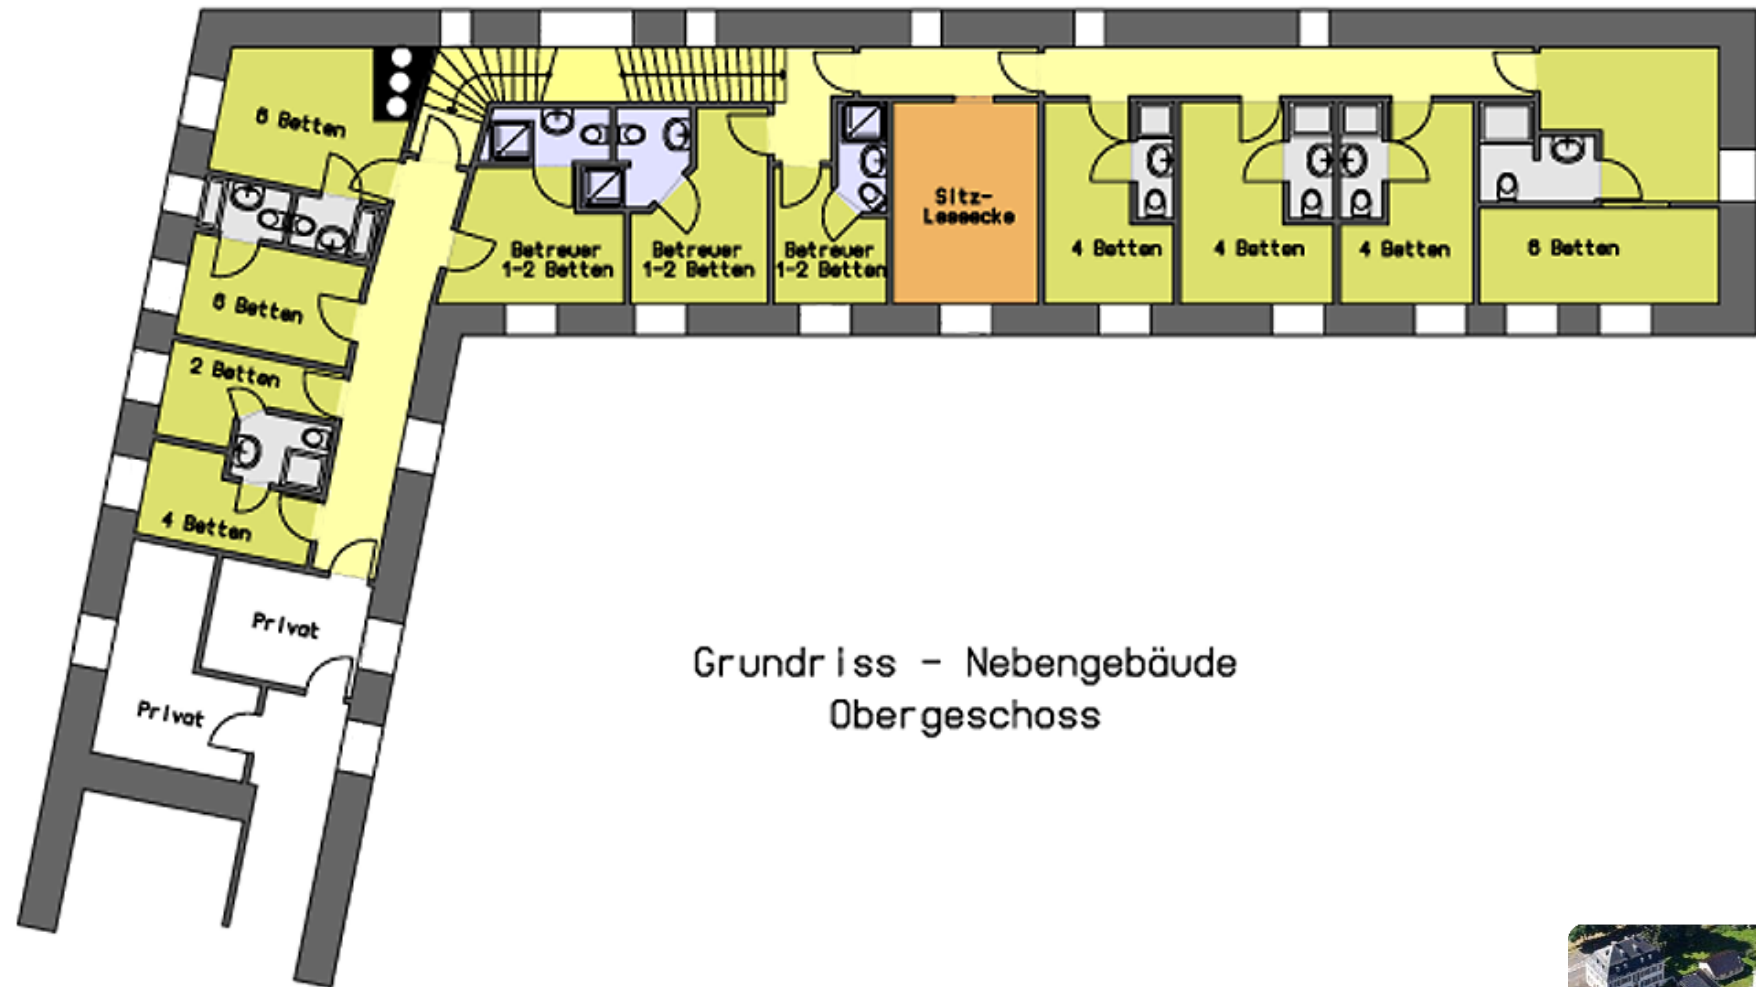 6 Betten
6 Betten
2 Betten
4 Betten
Privat
Privat
Betreuer
1-2 Betten
Betreuer
1-2 Betten
Betreuer
1-2 Betten
Sitz-
Leseecke
4 Betten
4 Betten
4 Betten
6 Betten
Grundriss - Nebengebäude
Obergeschoss